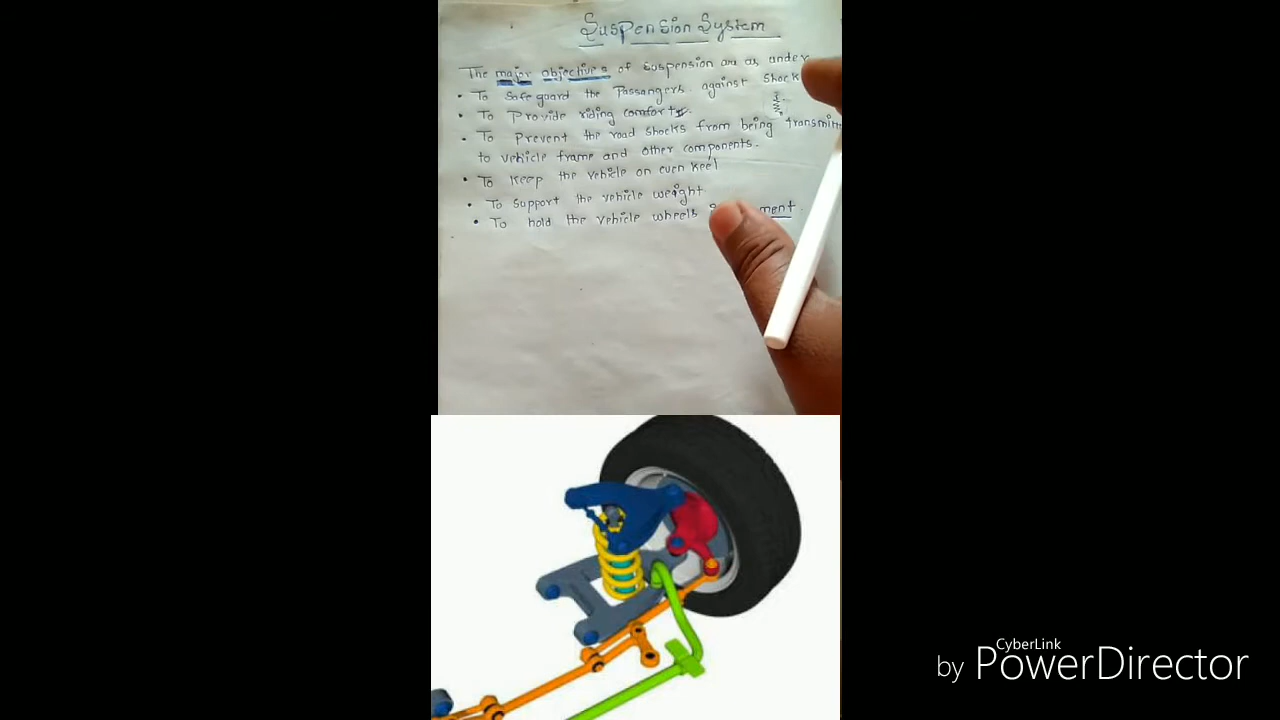 Suspension System
The major objectives of suspension are as under
• To Safe guard the Passangers against Shock
• To Provide riding comfort
• To Prevent the road shocks from being transmi
to vehicle frame and other components.
• To Keep the vehicle on even keel
• To Support the vehicle weight
• To hold the vehicle wheels ment
CyberLink
by PowerDirector